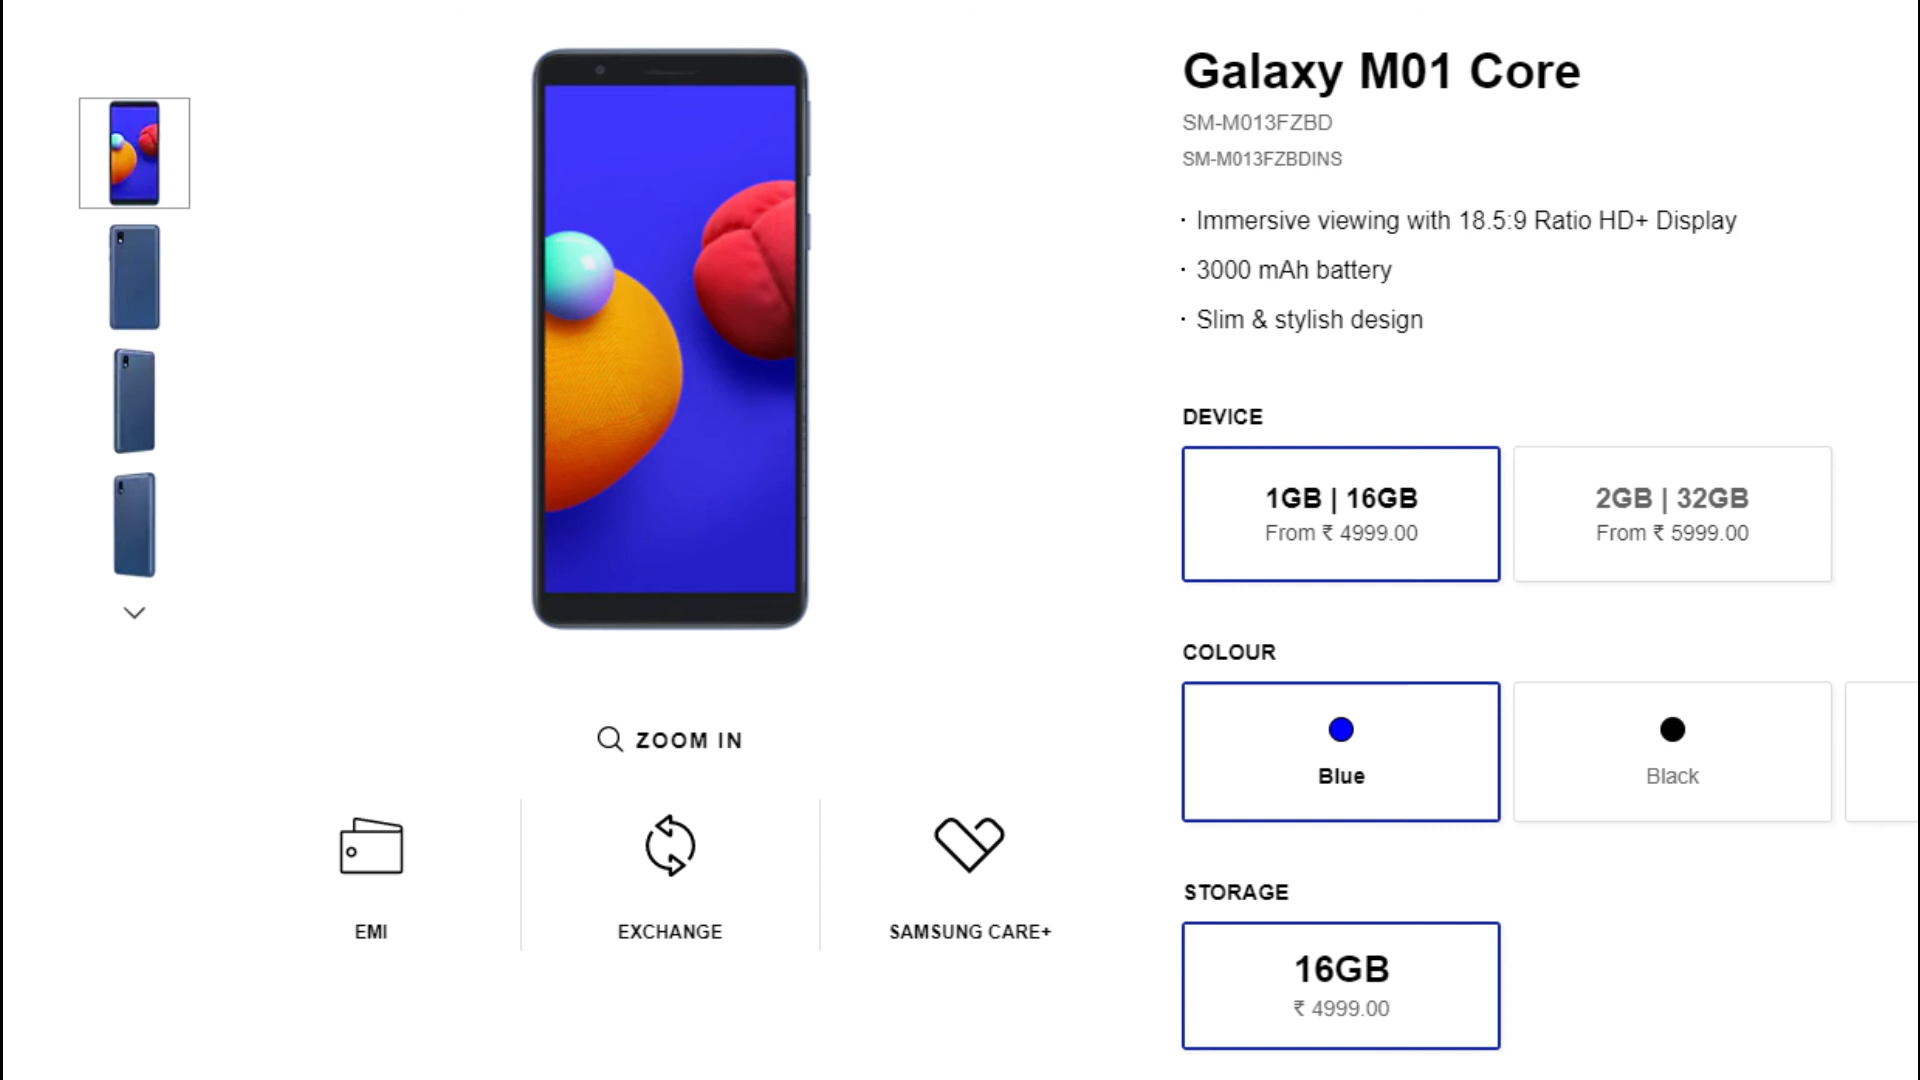 Galaxy M01 Core
SM-M013FZBD
SM-M013FZBDINS
· Immersive viewing with 18.5:9 Ratio HD+ Display
· 3000 mAh battery
· Slim & stylish design
DEVICE
1GB | 16GB
From ₹ 4999.00
2GB | 32GB
From ₹ 5999.00
COLOUR
Blue
Black
STORAGE
16GB
₹ 4999.00
ZOOM IN
EMI
EXCHANGE
SAMSUNG CARE+